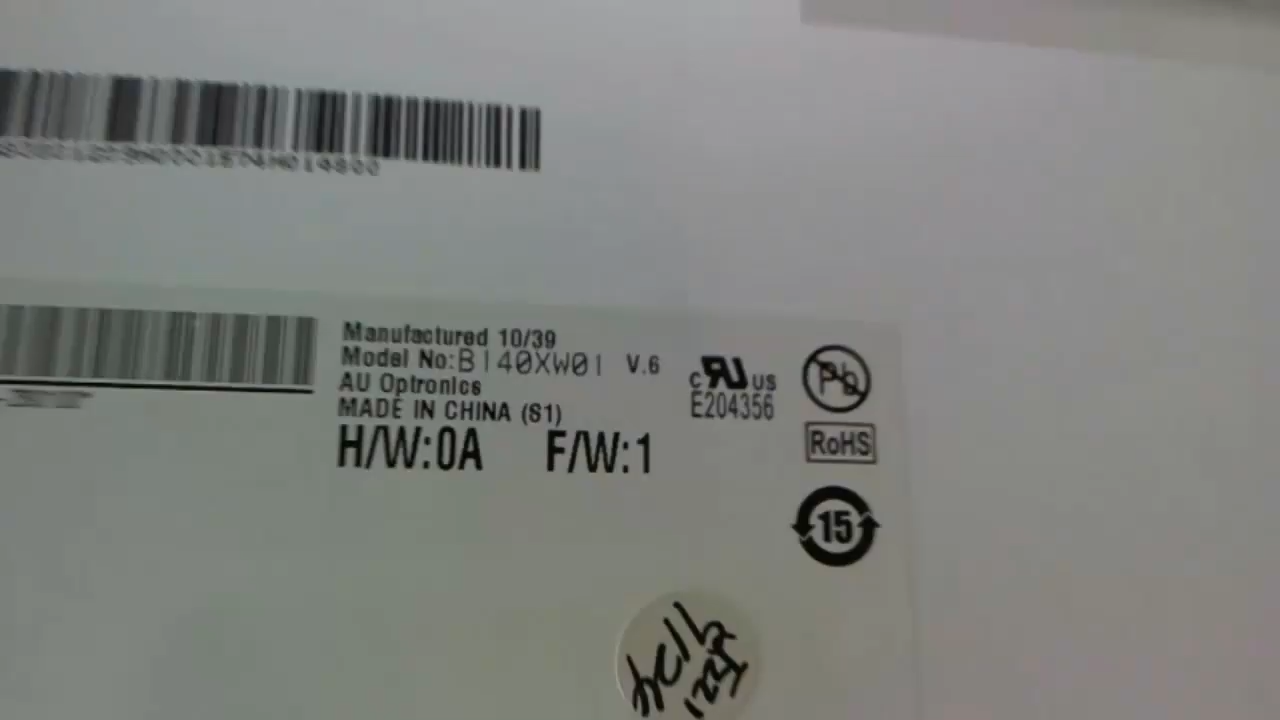 Manufactured 10/39
Model No:B140XW01 V.6
AU Optronics
MADE IN CHINA (S1)
H/W:0A F/W:1
c RU US
E204356
Pb
RoHS
15